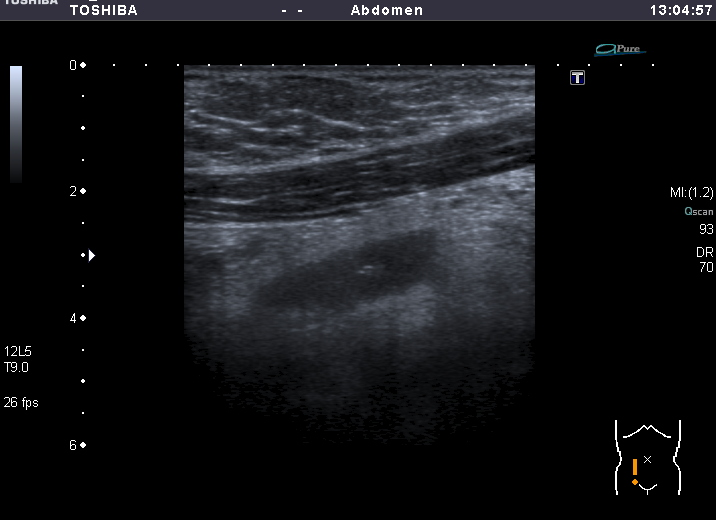 TOSHIBA
TOSHIBA - - Abdomen 13:04:57
aPure
T
0
2
4
6
MI:(1.2)
Qscan
93
DR
70
12L5
T9.0
26 fps